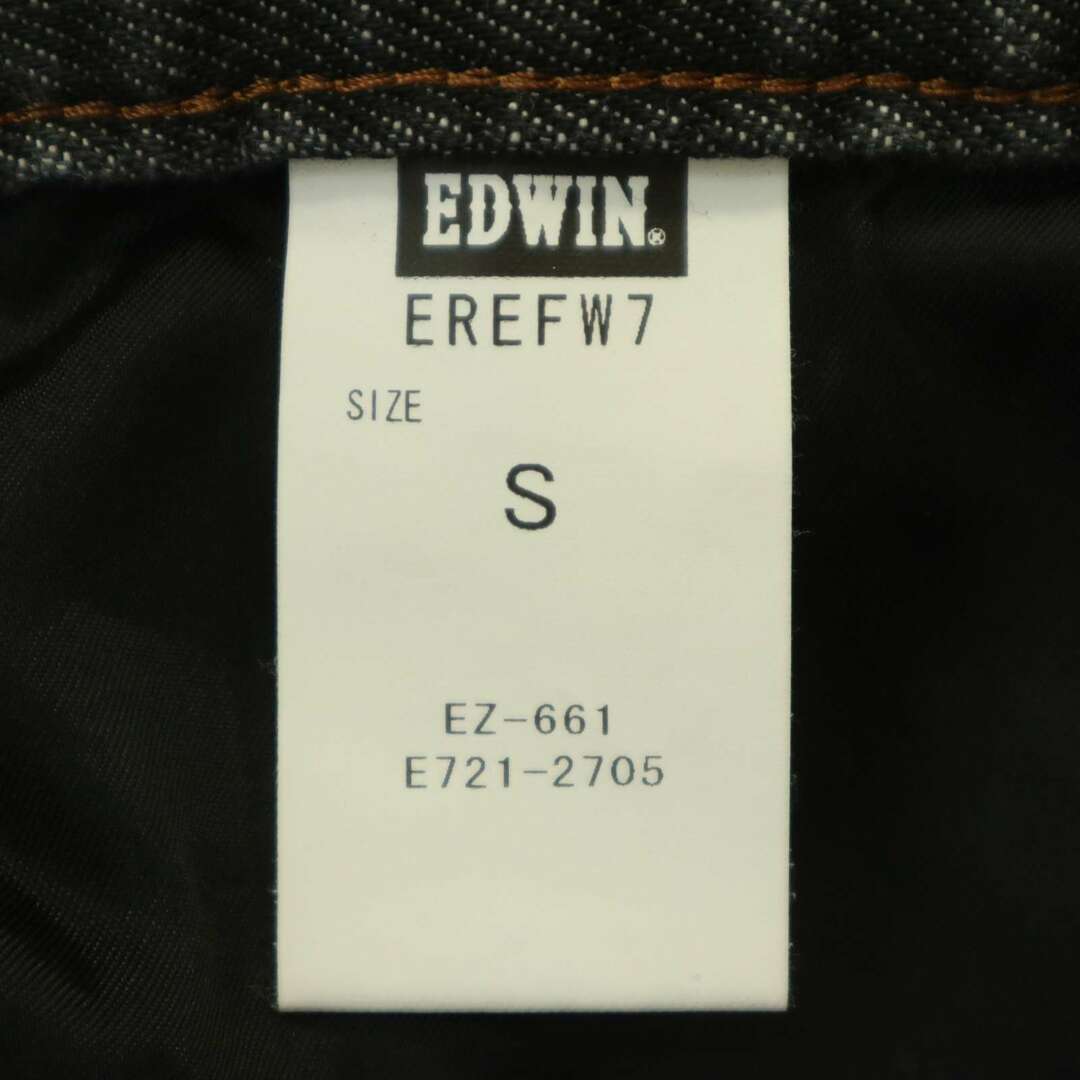 EDWIN®
EREFW7
SIZE
S
EZ-661
E721-2705